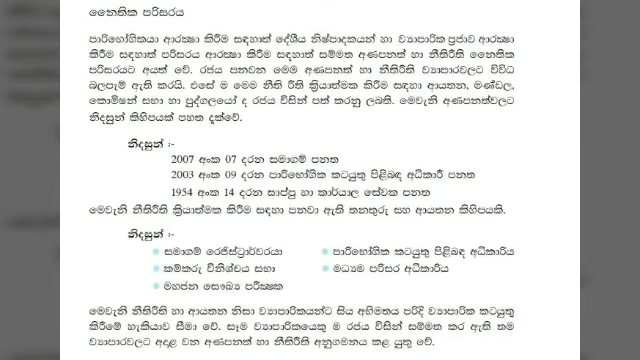 නෛතික පරිසරය
පාරිභෝගිකයා ආරක්ෂා කිරීම සඳහාත් දේශීය නිෂ්පාදකයන් හා ව්‍යාපාරික ප්‍රජාව ආරක්ෂා
කිරීම සඳහාත් පරිසරය ආරක්ෂා කිරීම සඳහාත් සම්මත අණපනත් හා නීතිරීති නෛතික
පරිසරයට අයත් වේ. රජය පනවන මෙම අණපනත් හා නීතිරීති ව්‍යාපාරවලට විවිධ
බලපෑම් ඇති කරයි. එසේ ම මෙම නීති රීති ක්‍රියාත්මක කිරීම සඳහා ආයතන, මණ්ඩල,
කොමිෂන් සභා හා පුද්ගලයෝ ද රජය විසින් පත් කරනු ලබති. මෙවැනි අණපනත්වලට
නිදසුන් කිහිපයක් පහත දැක්වේ.
නිදසුන් :-
2007 අංක 07 දරන සමාගම් පනත
2003 අංක 09 දරන පාරිභෝගික කටයුතු පිළිබඳ අධිකාරී පනත
1954 අංක 14 දරන සාප්පු හා කාර්යාල සේවක පනත
මෙවැනි නීතිරීති ක්‍රියාත්මක කිරීම සඳහා පනවා ඇති තනතුරු සහ ආයතන කිහිපයකි.
නිදසුන් :-
සමාගම් රෙජිස්ට්‍රාර්වරයා පාරිභෝගික කටයුතු පිළිබඳ අධිකාරිය
කම්කරු විනිශ්චය සභා මධ්‍යම පරිසර අධිකාරිය
මහජන සෞඛ්‍ය පරීක්ෂක
මෙවැනි නීතිරීති හා ආයතන නිසා ව්‍යාපාරිකයන්ට සිය අභිමතය පරිදි ව්‍යාපාරික කටයුතු
කිරීමේ හැකියාව සීමා වේ. සෑම ව්‍යාපාරිකයෙකු ම රජය විසින් සම්මත කර ඇති තම
ව්‍යාපාරවලට අදාළ වන අණපනත් හා නීතිරීති අනුගමනය කළ යුතු වේ.